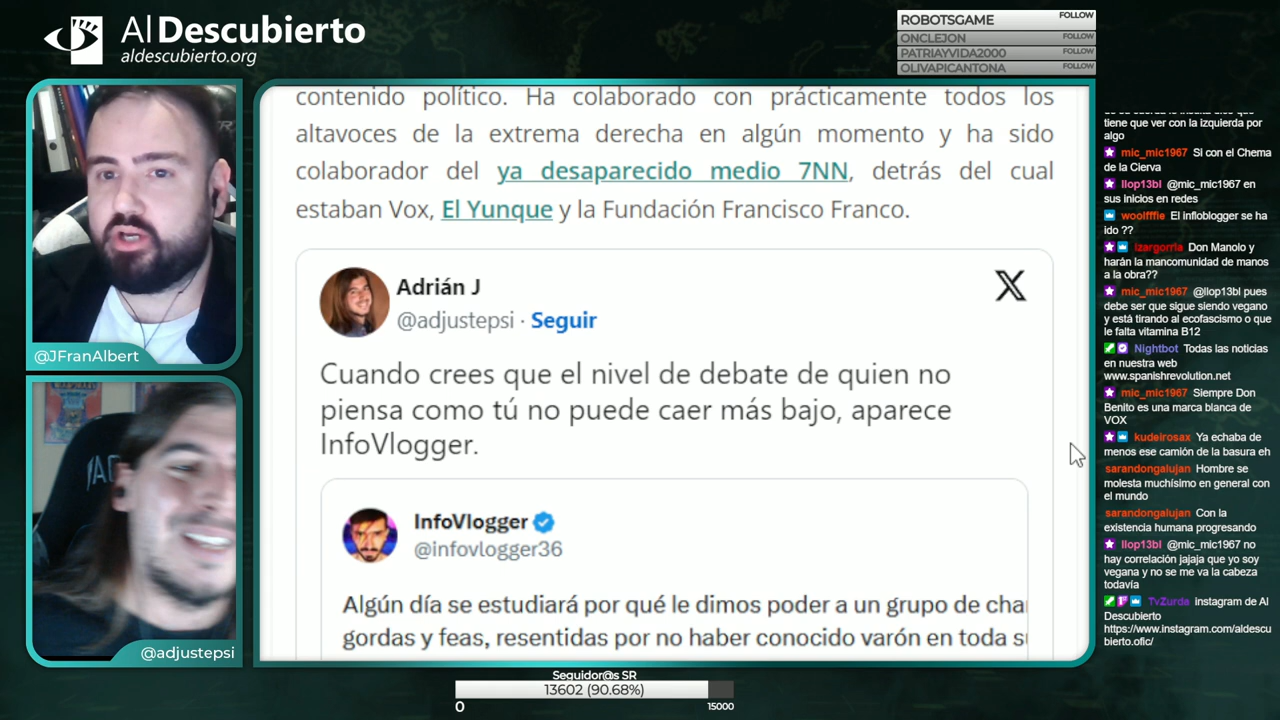 Al Descubierto
aldescubierto.org
ROBOTSGAME FOLLOW
ONCLEJON FOLLOW
PATRIAYVIDA2000 FOLLOW
OLIVAPICANTONA FOLLOW
@JFranAlbert
@adjustepsi
contenido político. Ha colaborado con prácticamente todos los
altavoces de la extrema derecha en algún momento y ha sido
colaborador del ya desaparecido medio 7NN, detrás del cual
estaban Vox, El Yunque y la Fundación Francisco Franco.
Adrián J
@adjustepsi · Seguir
Cuando crees que el nivel de debate de quien no
piensa como tú no puede caer más bajo, aparece
InfoVlogger.
InfoVlogger
@infovlogger36
Algún día se estudiará por qué le dimos poder a un grupo de
gordas y feas, resentidas por no haber conocido varón en toda
tiene que ver con la izquierda por
algo
mic_mic1967 SI con el Chema
de la Cierva
llop13bl @mic_mic1967 en
sus inicios en redes
woolfffie El infloblogger se ha
ido ??
izargorria Don Manolo y
harán la mancomunidad de manos
a la obra??
mic_mic1967 @llop13bl pues
debe ser que sigue siendo vegano
y está tirando al ecofascismo o que
le falta vitamina B12
Nightbot Todas las noticias
en nuestra web
www.spanishrevolution.net
mic_mic1967 Siempre Don
Benito es una marca blanca de
VOX
kudeirosax Ya echaba de
menos ese camión de la basura eh
sarandongalujan Hombre se
molesta muchísimo en general con
el mundo
sarandongalujan Con la
existencia humana progresando
llop13bl @mic_mic1967 no
hay correlación jajaja que yo soy
vegana y no se me va la cabeza
todavía
TvZurda instagram de Al
Descubierto
https://www.instagram.com/aldescu
bierto.ofic/
Seguidor@s SR
13602 (90.68%)
0 15000